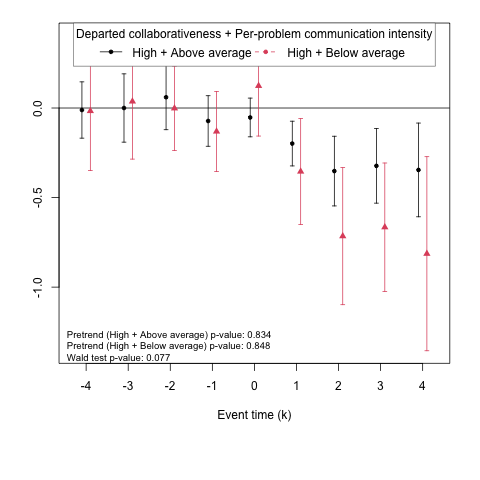 Departed collaborativeness + Per-problem communication intensity
High + Above average High + Below average
0.0
-0.5
-1.0
Pretrend (High + Above average) p-value: 0.834
Pretrend (High + Below average) p-value: 0.848
Wald test p-value: 0.077
-4 -3 -2 -1 0 1 2 3 4
Event time (k)